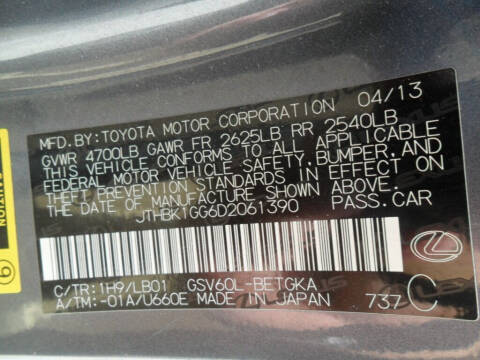 MFD. BY: TOYOTA MOTOR CORPORATION 04/13
GVWR 4700LB GAWR FR 2625LB RR 2540LB
THIS VEHICLE CONFORMS TO ALL APPLICABLE
FEDERAL MOTOR VEHICLE SAFETY, BUMPER, AND
THEFT PREVENTION STANDARDS IN EFFECT ON
THE DATE OF MANUFACTURE SHOWN ABOVE.
JTHBK1GG6D2061390 PASS.CAR
C/TR:1H9/LB01 GSV60L-BETGKA
A/TM:-01A/U660E MADE IN JAPAN 737 C